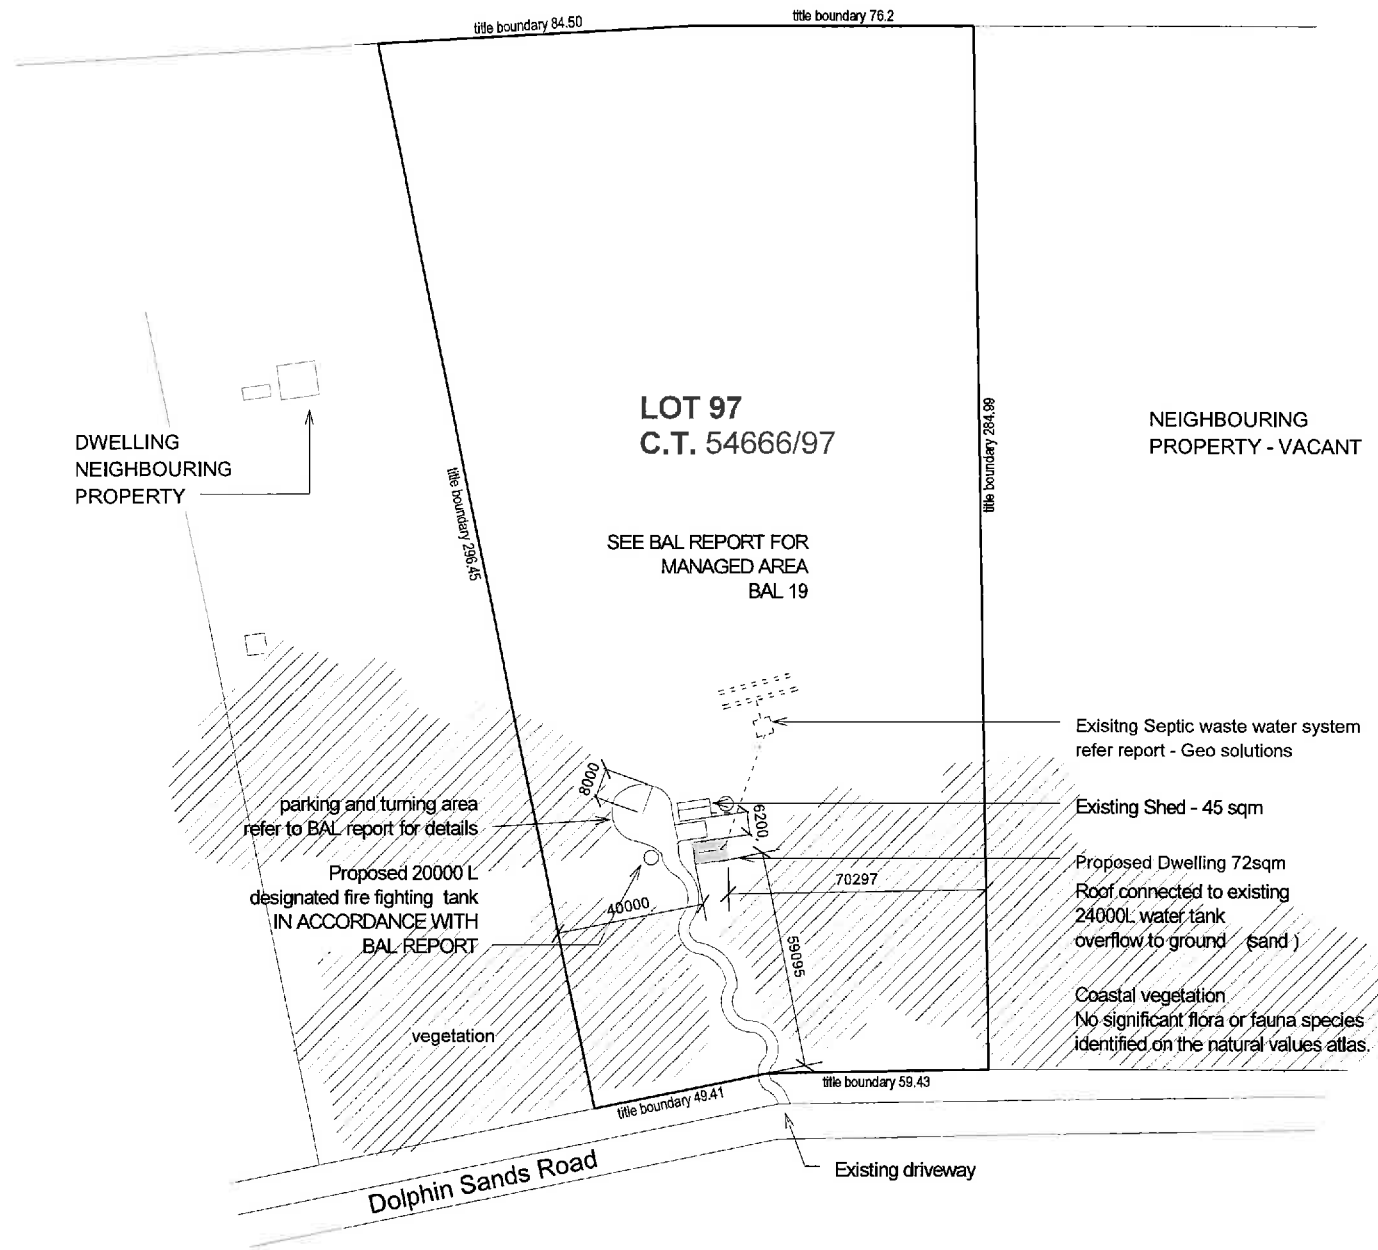 title boundary 84.50
title boundary 76.2
LOT 97
C.T. 54666/97
title boundary 284.99
NEIGHBOURING
PROPERTY - VACANT
DWELLING
NEIGHBOURING
PROPERTY
title boundary 296.45
SEE BAL REPORT FOR
MANAGED AREA
BAL 19
Exisitng Septic waste water system
refer report - Geo solutions
8000
parking and turning area
refer to BAL report for details
6200
Existing Shed - 45 sqm
Proposed 20000 L
designated fire fighting tank
IN ACCORDANCE WITH
BAL REPORT
40000
70297
59095
Proposed Dwelling 72sqm
Roof connected to existing
24000L water tank
overflow to ground (sand )
Coastal vegetation
No significant flora or fauna species
identified on the natural values atlas.
vegetation
title boundary 49.41
title boundary 59.43
Existing driveway
Dolphin Sands Road